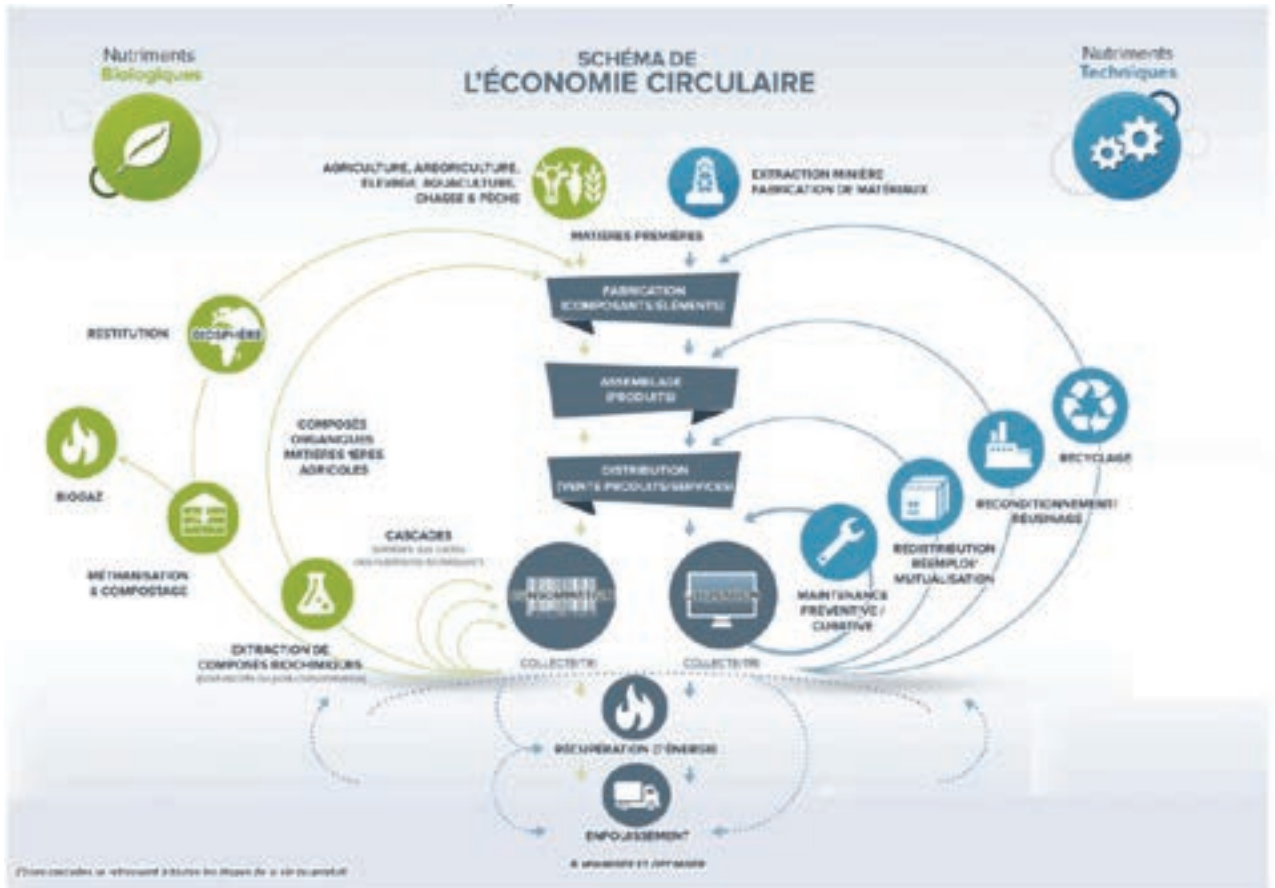 Nutriments
Biologiques
SCHÉMA DE
L'ÉCONOMIE CIRCULAIRE
Nutriments
Techniques
AGRICULTURE, ARBORICULTURE,
ÉLEVAGE, AQUACULTURE,
CHASSE & PÊCHE
EXTRACTION MINIÈRE
FABRICATION DE MATÉRIAUX
MATIÈRES PREMIÈRES
FABRICATION
(COMPOSANTS/ÉLÉMENTS)
RESTITUTION
BIOSPHÈRE
ASSEMBLAGE
(PRODUITS)
COMPOSÉS
ORGANIQUES
MATIÈRES 1ÈRES
AGRICOLES
RECYCLAGE
BIOGAZ
DISTRIBUTION
(VENTE PRODUITS/SERVICES)
RECONDITIONNEMENT/
RÉUSINAGE
CASCADES
REDISTRIBUTION
RÉEMPLOI/
MUTUALISATION
MÉTHANISATION
& COMPOSTAGE
CONSOMMATION
UTILISATION
MAINTENANCE
PRÉVENTIVE /
CURATIVE
EXTRACTION DE
COMPOSÉS BIOCHIMIQUES
COLLECTE/TRI
COLLECTE/TRI
RÉCUPÉRATION D'ÉNERGIE
ENFOUISSEMENT